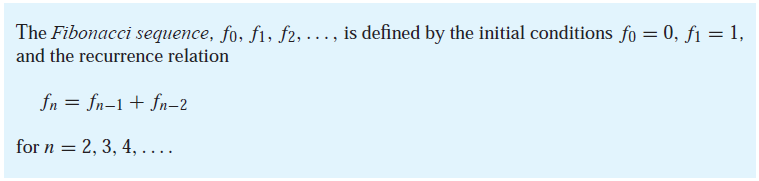 The Fibonacci sequence, f₀, f₁, f₂, . . . , is defined by the initial conditions f₀ = 0, f₁ = 1,
and the recurrence relation
fₙ = fₙ₋₁ + fₙ₋₂
for n = 2, 3, 4, . . . .